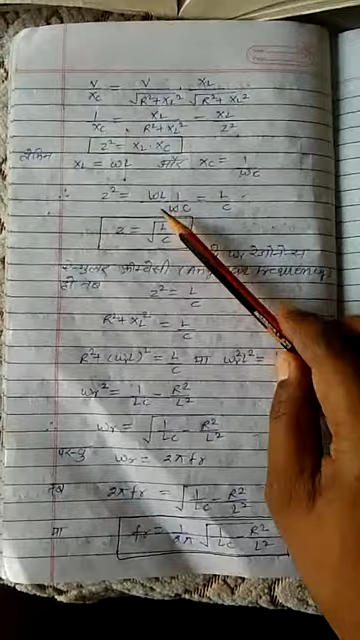 V/Xc = V/√R²+XL² · XL/√R²+XL²
1/Xc = XL/R²+XL² = XL/Z²
Z² = XL·Xc
लेकिन XL = ωL और Xc = 1/ωC
∴ Z² = ωL 1/ωC = L/C
Z = √L/C
ωr रेजोनेन्स
Frequency)
हो तब Z² = L/C
R²+XL² = L/C
R²+(ωrL)² = L/C या ωr²L² =
ωr² = 1/LC - R²/L²
∴ ωr = √1/LC - R²/L²
परन्तु ωr = 2πfr
तब 2πfr = √1/LC - R²/L²
या fr = 1/2π √1/LC - R²/L²